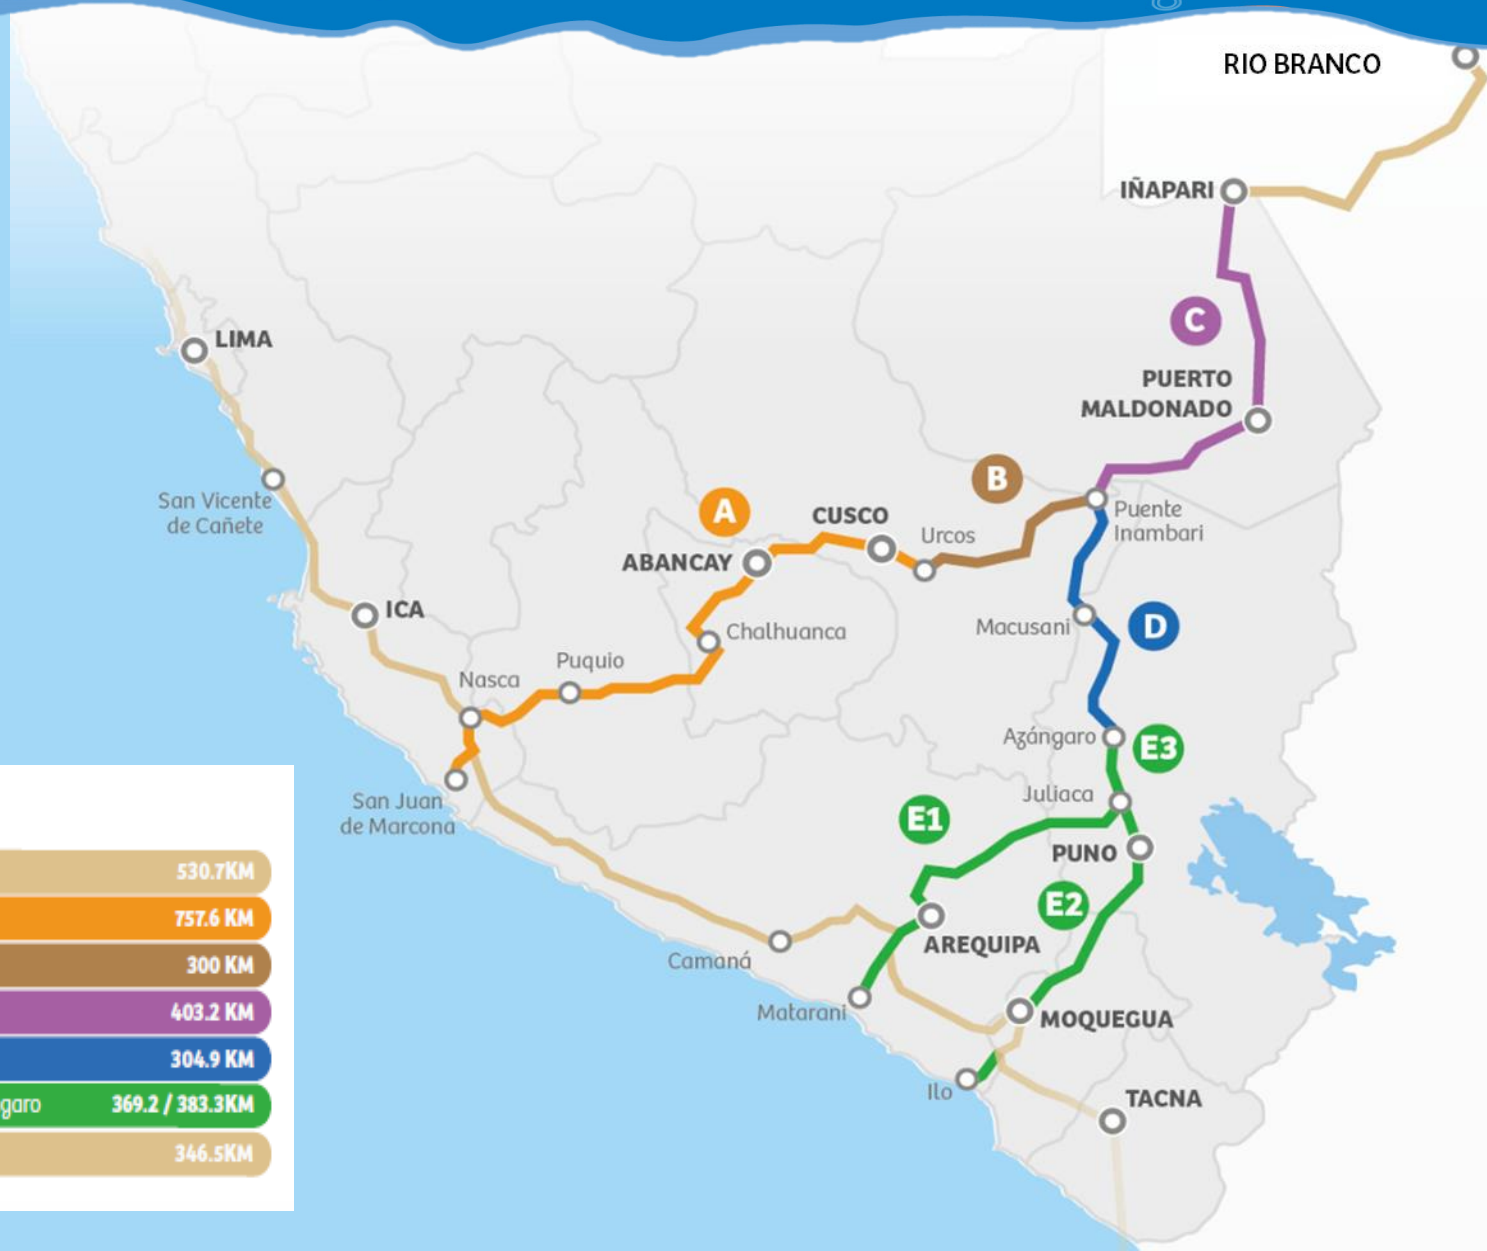 RIO BRANCO
IÑAPARI
C
LIMA
PUERTO
MALDONADO
B
San Vicente
de Cañete
A
CUSCO
Urcos
Puente
Inambari
ABANCAY
ICA
Chalhuanca
Macusani
D
Puquio
Nasca
Azángaro
E3
San Juan
de Marcona
Juliaca
E1
PUNO
E2
AREQUIPA
Camaná
Matarani
MOQUEGUA
Ilo
TACNA
530.7KM
757.6 KM
300 KM
403.2 KM
304.9 KM
garo 369.2 / 383.3KM
346.5KM